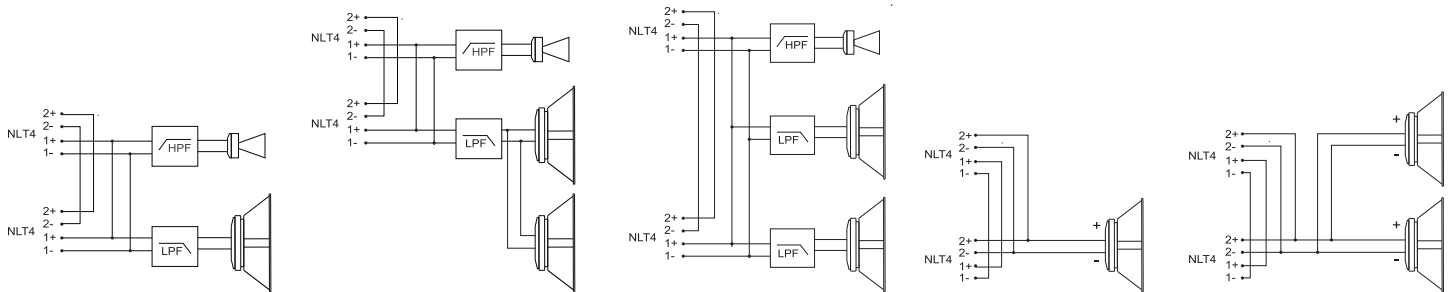 2+
2-
NLT4
1+
1-
HPF
2+
2-
NLT4
1+
1-
LPF
2+
2-
NLT4
1+
1-
HPF
2+
2-
NLT4
1+
1-
LPF
2+
2-
NLT4
1+
1-
HPF
LPF
2+
2-
NLT4
1+
1-
LPF
2+
2-
NLT4
1+
1-
+
2+
2-
NLT4
1+
1-
-
2+
2-
NLT4
1+
1-
+
-
2+
2-
NLT4
1+
1-
+
-